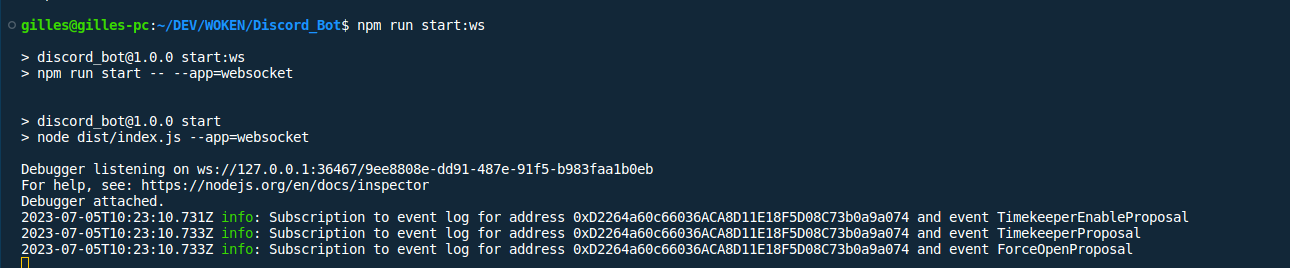 gilles@gilles-pc:~/DEV/WOKEN/Discord_Bot$ npm run start:ws
> discord_bot@1.0.0 start:ws
> npm run start -- --app=websocket
> discord_bot@1.0.0 start
> node dist/index.js --app=websocket
Debugger listening on ws://127.0.0.1:36467/9ee8808e-dd91-487e-91f5-b983faa1b0eb
For help, see: https://nodejs.org/en/docs/inspector
Debugger attached.
2023-07-05T10:23:10.731Z info: Subscription to event log for address 0xD2264a60c66036ACA8D11E18F5D08C73b0a9a074 and event TimekeeperEnableProposal
2023-07-05T10:23:10.733Z info: Subscription to event log for address 0xD2264a60c66036ACA8D11E18F5D08C73b0a9a074 and event TimekeeperProposal
2023-07-05T10:23:10.733Z info: Subscription to event log for address 0xD2264a60c66036ACA8D11E18F5D08C73b0a9a074 and event ForceOpenProposal